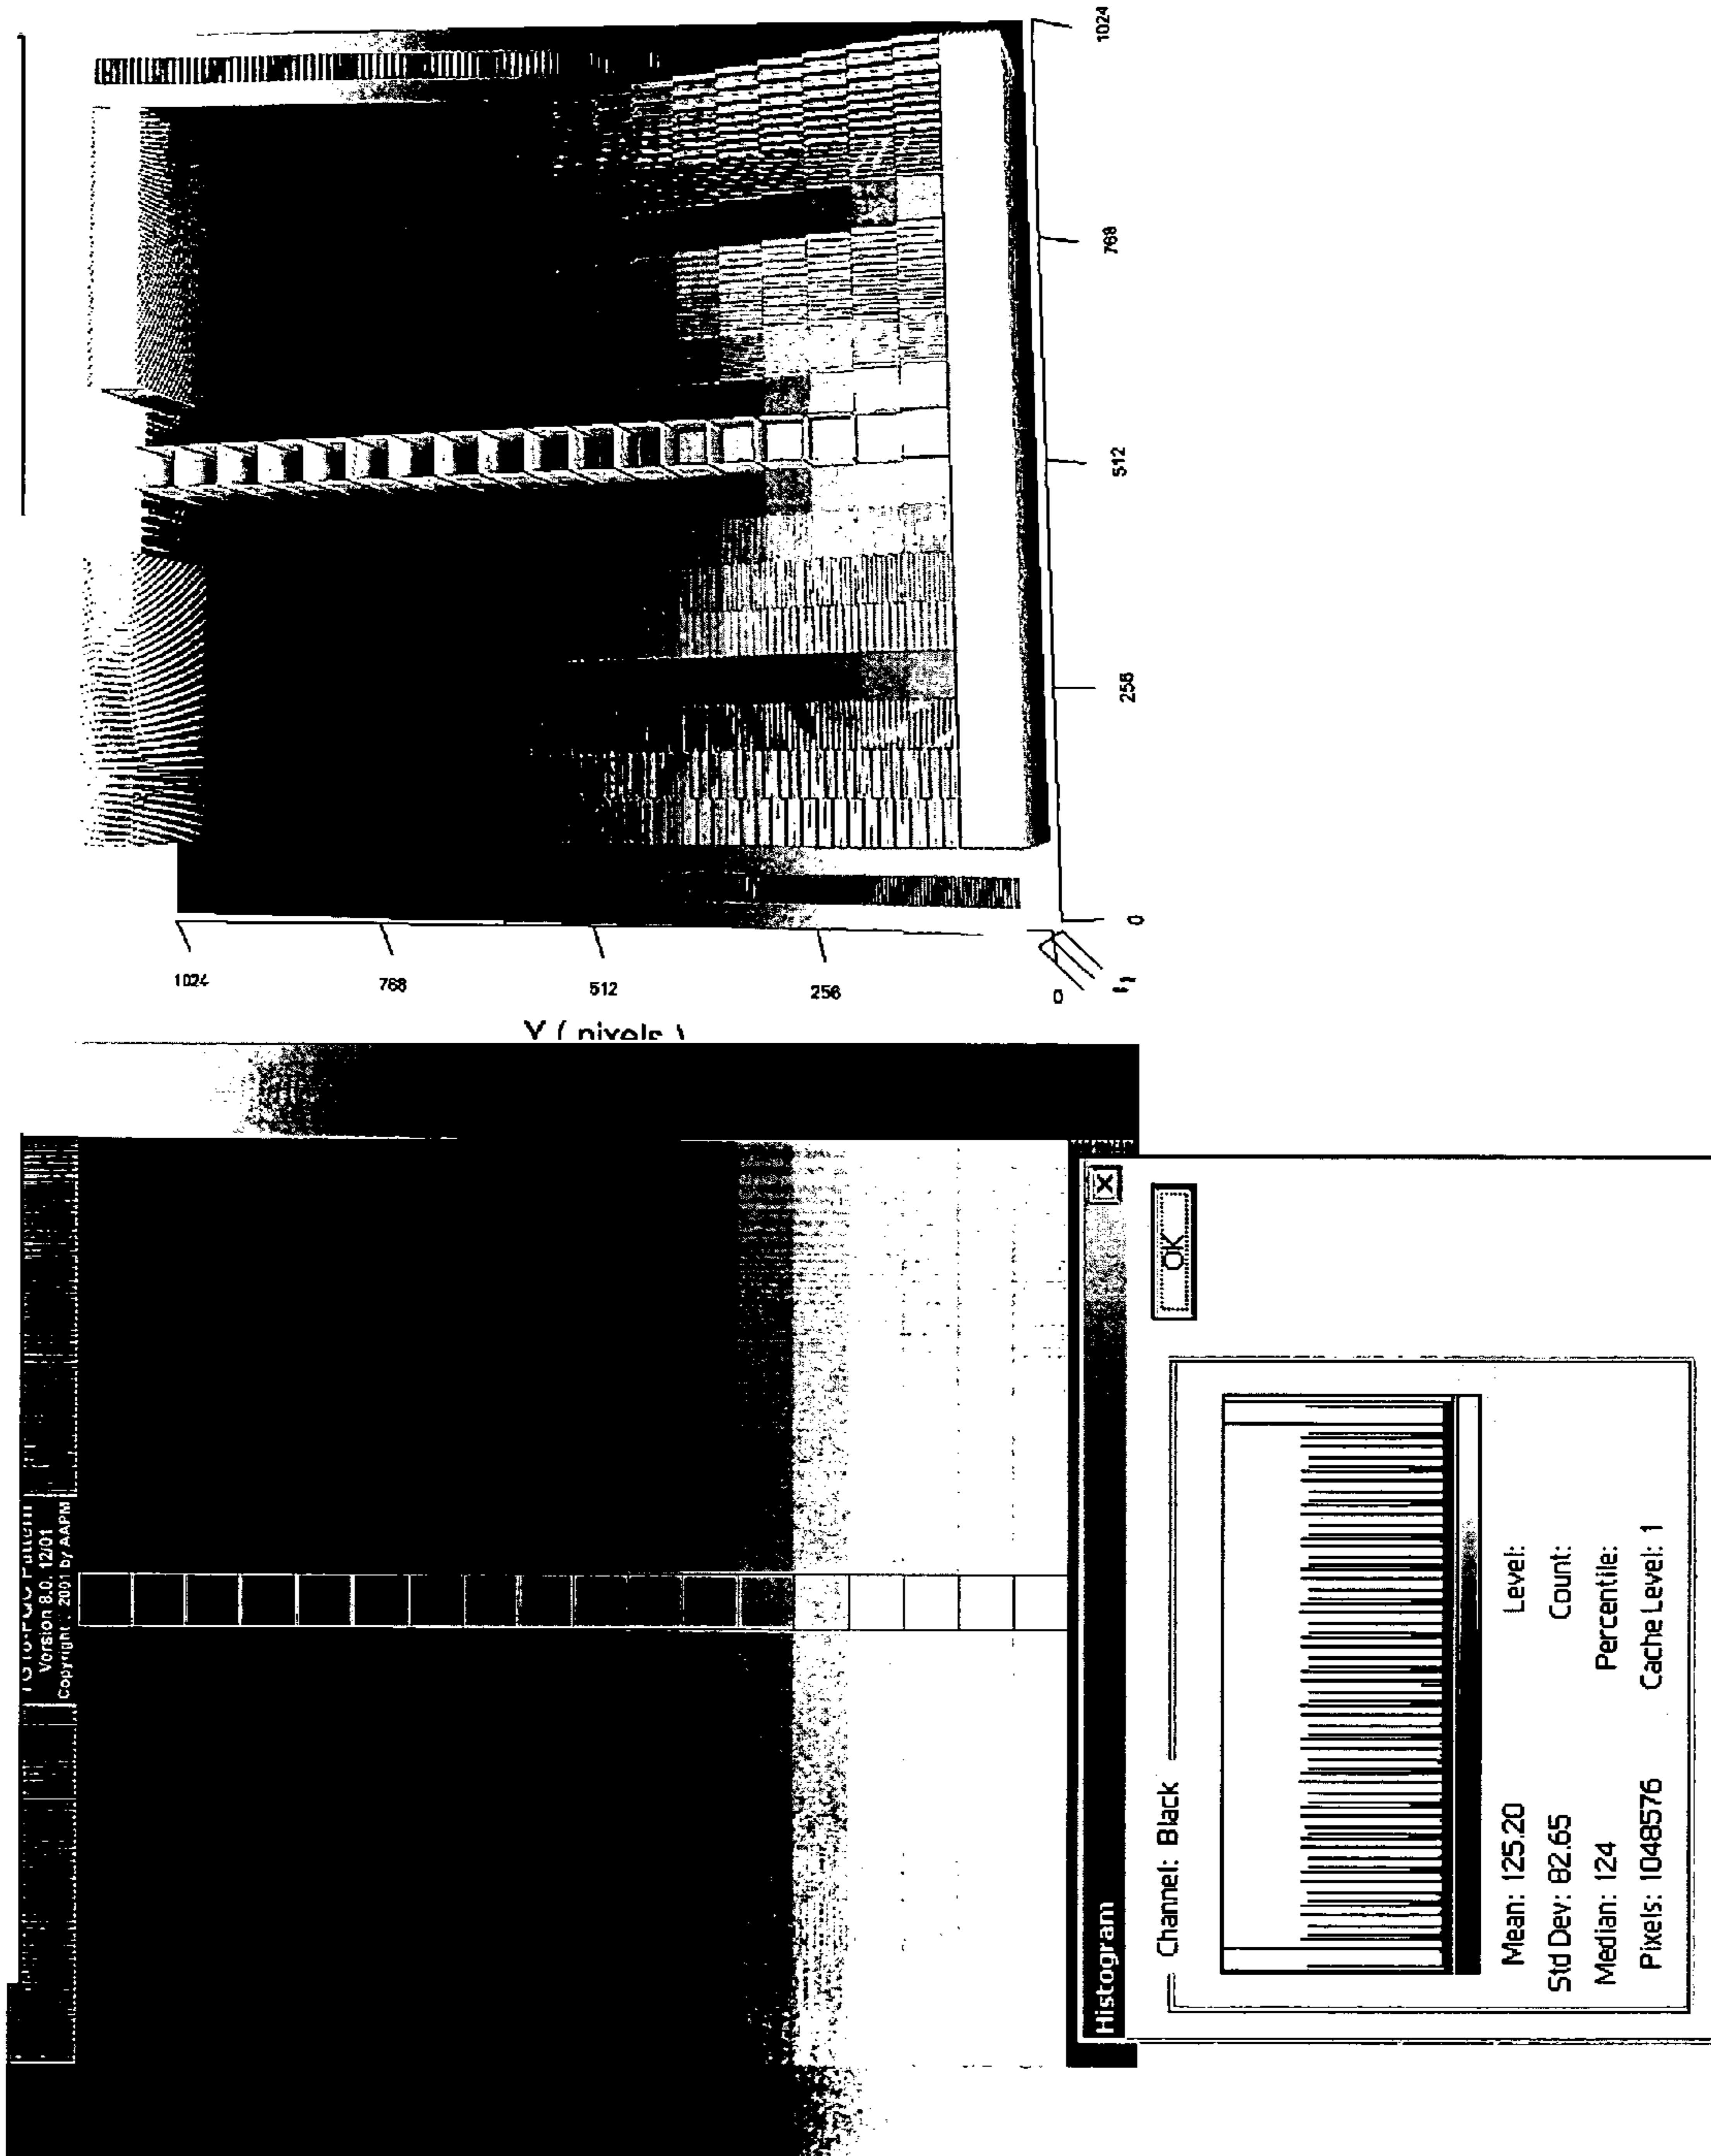 1024
768
512
256
0
1024
768
512
256
0
Version 8.0, 12/01
Copyright 2001 by AAPM
Histogram
OK
Channel: Black
Mean: 125.20 Level:
Std Dev: 82.65 Count:
Median: 124 Percentile:
Pixels: 1048576 Cache Level: 1